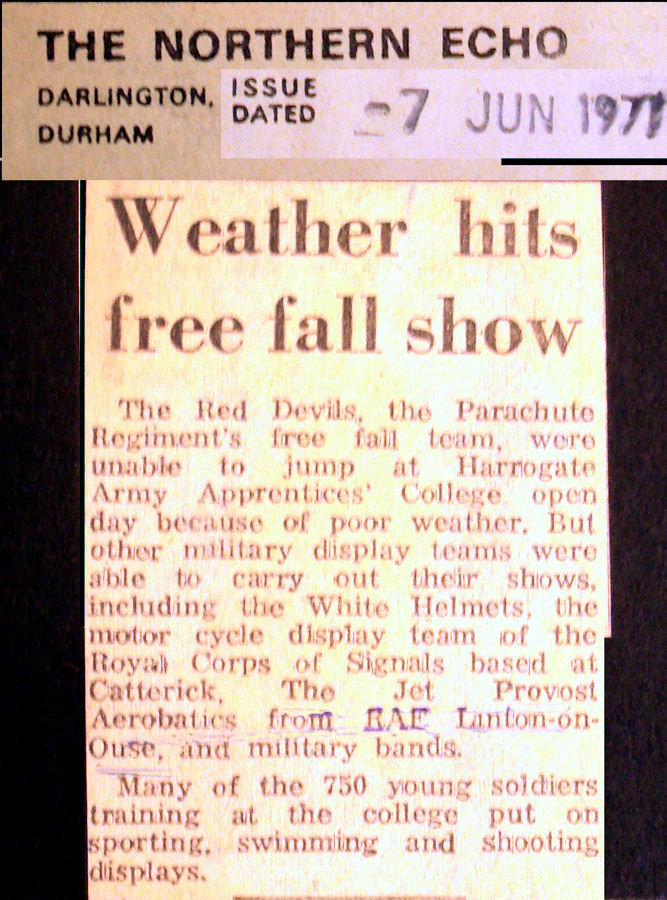 THE NORTHERN ECHO
DARLINGTON,
DURHAM
ISSUE
DATED
-7 JUN 1977
Weather hits
free fall show
The Red Devils, the Parachute
Regiment's free fall team, were
unable to jump at Harrogate
Army Apprentices' College open
day because of poor weather. But
other military display teams were
able to carry out their shows,
including the White Helmets, the
motor cycle display team of the
Royal Corps of Signals based at
Catterick, The Jet Provost
Aerobatics from RAF Linton-on-
Ouse, and military bands.
Many of the 750 young soldiers
training at the college put on
sporting, swimming and shooting
displays.